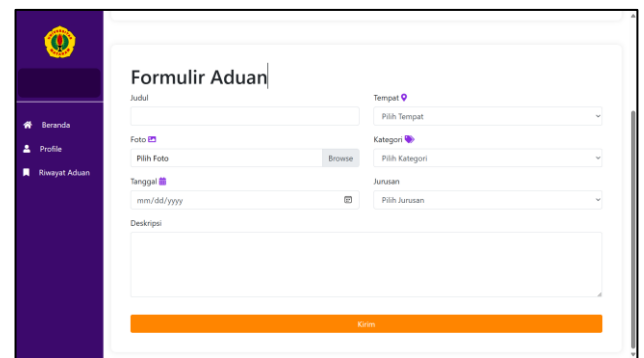 Beranda
Profile
Riwayat Aduan
Formulir Aduan
Judul
Tempat
Pilih Tempat
Foto
Pilih Foto
Browse
Kategori
Pilih Kategori
Tanggal
mm/dd/yyyy
Jurusan
Pilih Jurusan
Deskripsi
Kirim